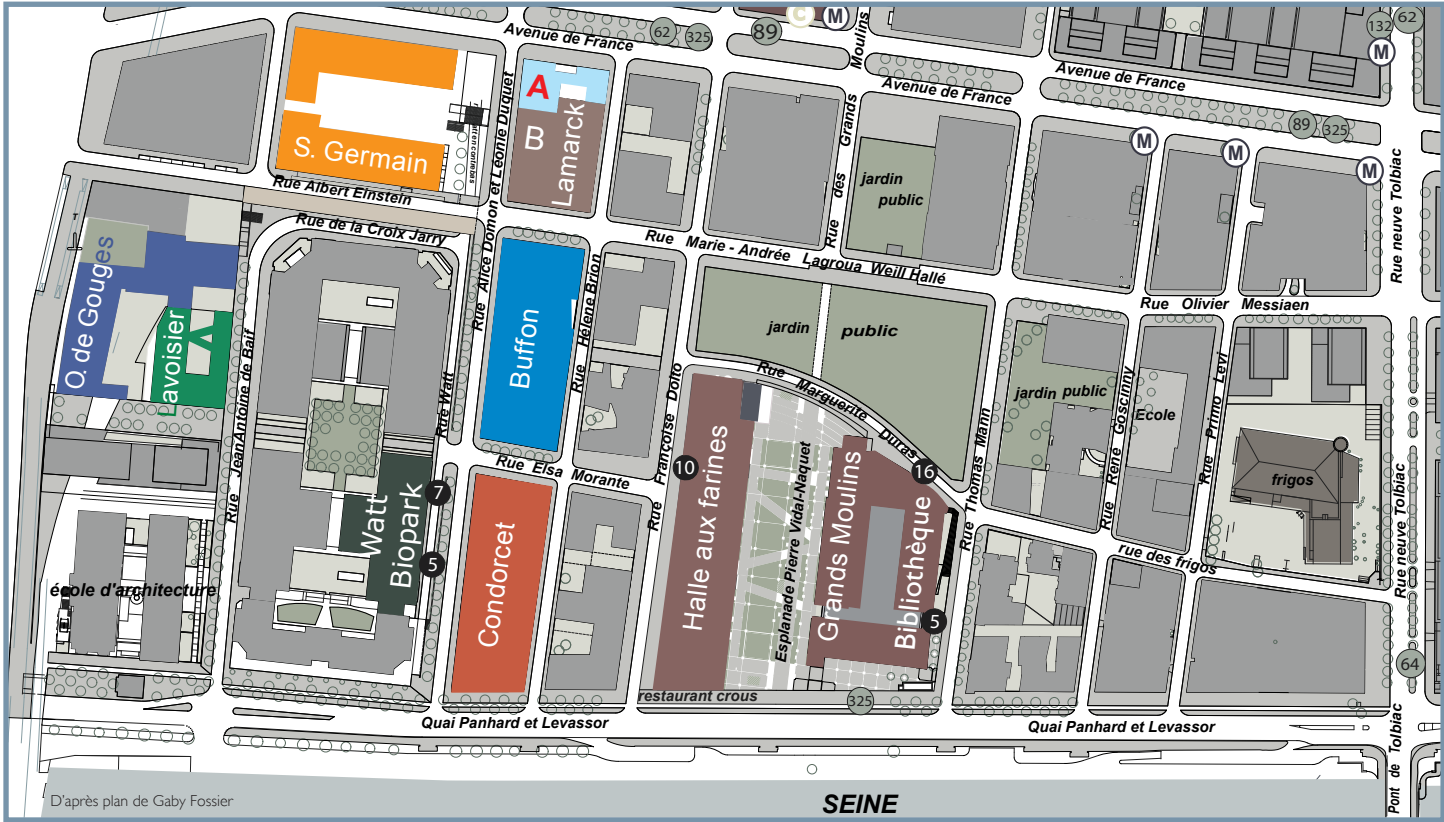 Avenue de France
62
325
89
C
M
Moulins
132
62
M
Avenue de France
Avenue de France
89
325
A
B
Lamarck
S. Germain
Rue Alice Domon et Léonie Duquet
Rue Albert Einstein
Rue de la Croix Jarry
Rue des Grands
jardin
public
M
M
M
Rue neuve Tolbiac
Rue Marie - Andrée Lagroua Weill Hallé
Rue Olivier Messiaen
O. de Gouges
Lavoisier
Rue JeanAntoine de Baif
Rue Watt
Buffon
Rue Hélène Brion
jardin public
Rue Françoise Dolto
Rue Marguerite Duras
Rue Thomas Mann
jardin public
Rue René Goscinny
Ecole
Rue Primo Levi
frigos
Rue neuve Tolbiac
Rue Elsa Morante
10
16
7
5
5
Watt
Biopark
Condorcet
Halle aux farines
Esplanade Pierre Vidal-Naquet
Grands Moulins
Bibliothèque
rue des frigos
école d'architecture
restaurant crous
325
64
Quai Panhard et Levassor
Quai Panhard et Levassor
Pont de Tolbiac
D'après plan de Gaby Fossier
SEINE